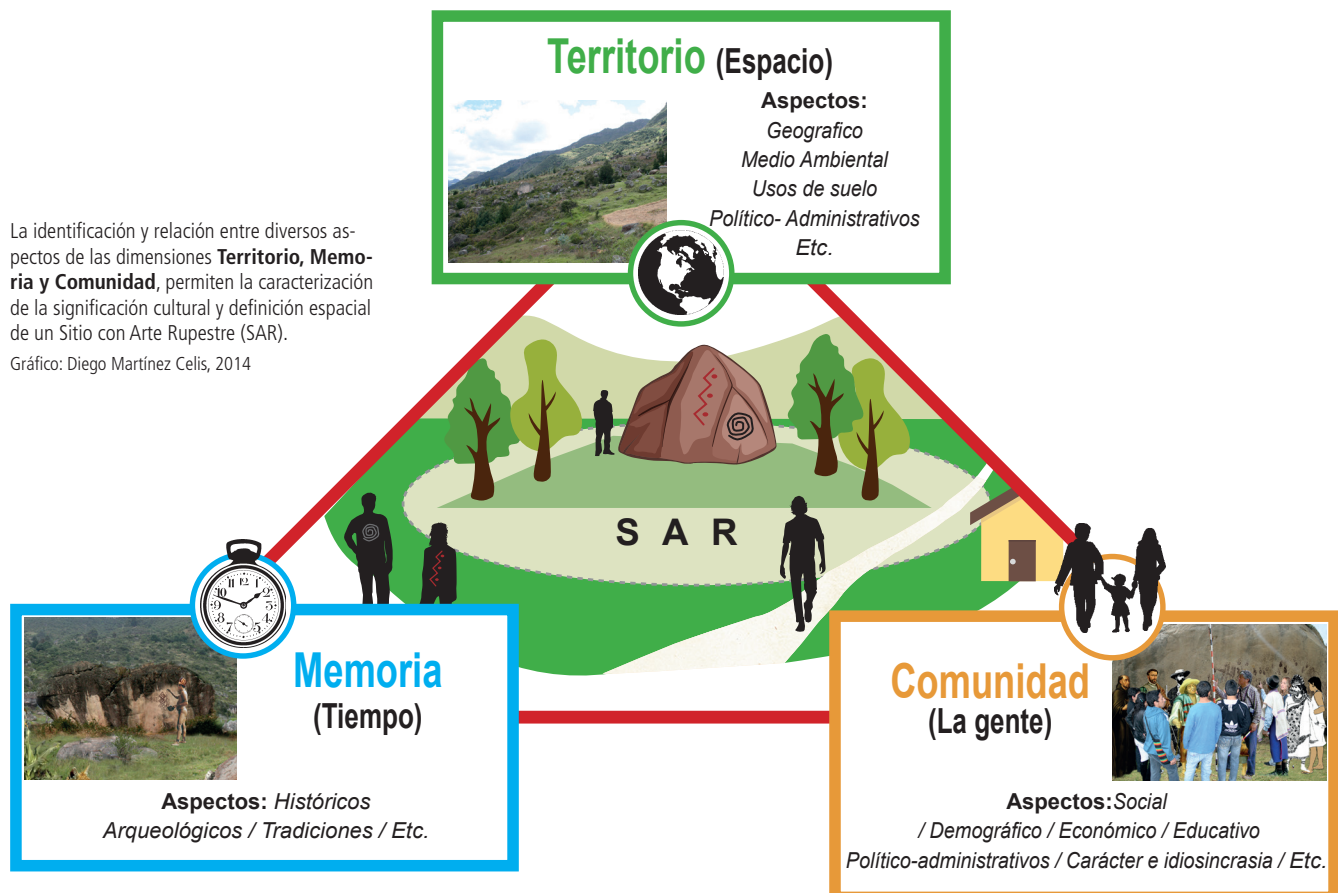 Territorio (Espacio)
Aspectos:
Geografico
Medio Ambiental
Usos de suelo
Político- Administrativos
Etc.
La identificación y relación entre diversos as-
pectos de las dimensiones Territorio, Memo-
ria y Comunidad, permiten la caracterización
de la significación cultural y definición espacial
de un Sitio con Arte Rupestre (SAR).
Gráfico: Diego Martínez Celis, 2014
S A R
Memoria
(Tiempo)
Aspectos: Históricos
Arqueológicos / Tradiciones / Etc.
Comunidad
(La gente)
Aspectos:Social
/ Demográfico / Económico / Educativo
Político-administrativos / Carácter e idiosincrasia / Etc.